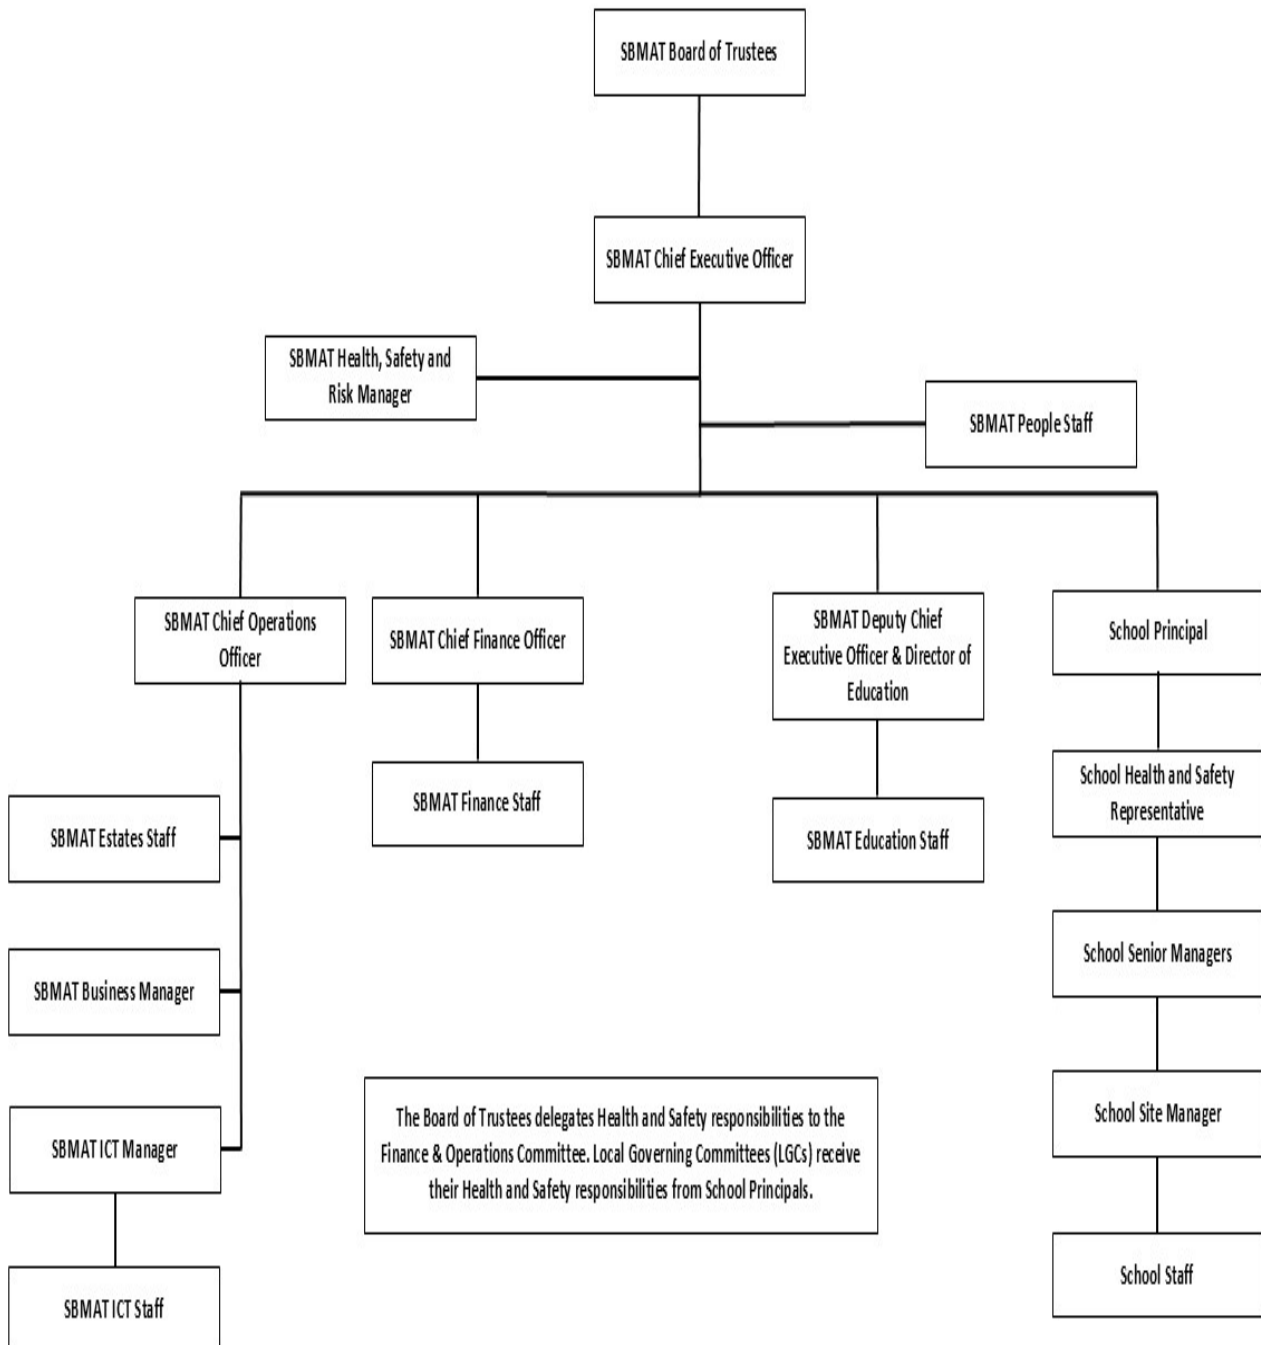 SBMAT Board of Trustees
SBMAT Chief Executive Officer
SBMAT Health, Safety and
Risk Manager
SBMAT People Staff
SBMAT Chief Operations
Officer
SBMAT Chief Finance Officer
SBMAT Deputy Chief
Executive Officer & Director of
Education
School Principal
SBMAT Finance Staff
School Health and Safety
Representative
SBMAT Estates Staff
SBMAT Education Staff
School Senior Managers
SBMAT Business Manager
The Board of Trustees delegates Health and Safety responsibilities to the
Finance & Operations Committee. Local Governing Committees (LGCs) receive
their Health and Safety responsibilities from School Principals.
School Site Manager
SBMAT ICT Manager
School Staff
SBMAT ICT Staff